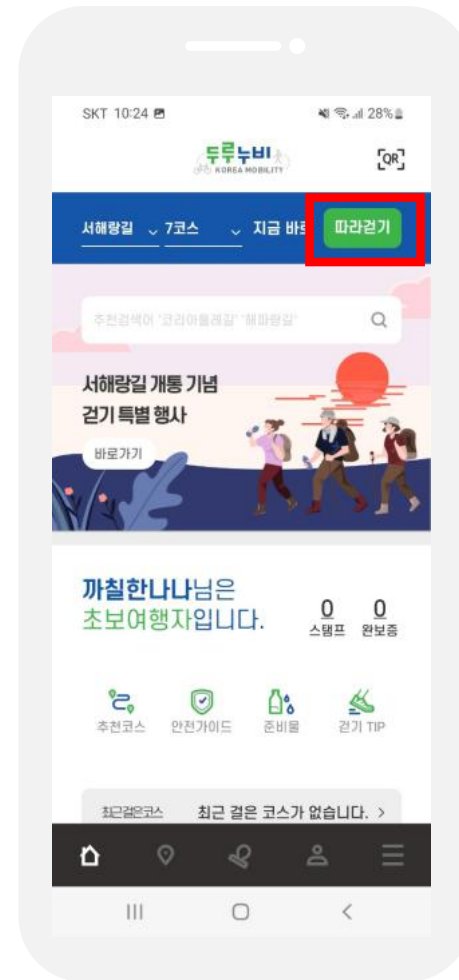 SKT 10:24 28%
두루누비
KOREA MOBILITY
QR
서해랑길 7코스 지금 바로 따라걷기
추천검색어 '코리아둘레길' '해파랑길'
서해랑길 개통 기념
걷기 특별 행사
바로가기
까칠한나나님은
초보여행자입니다.
0 0
스탬프 완보증
추천코스 안전가이드 준비물 걷기 TIP
최근걸은코스 최근 걸은 코스가 없습니다. >